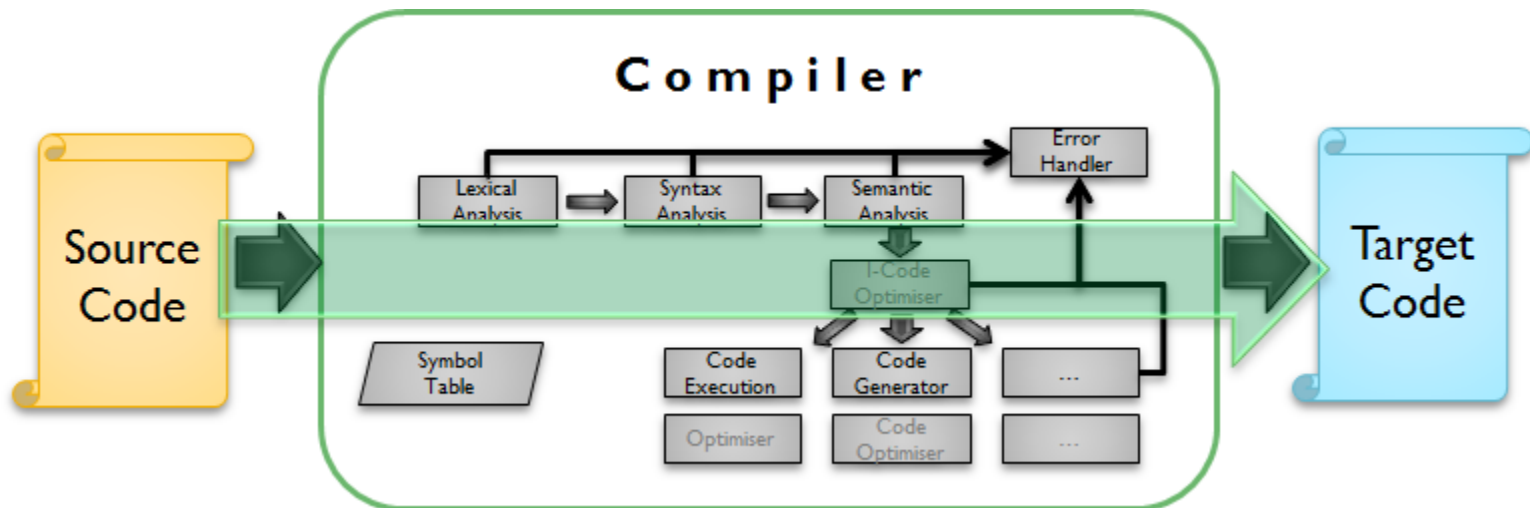 C o m p i l e r
Source
Code
Lexical
Analysis
Syntax
Analysis
Semantic
Analysis
Error
Handler
I-Code
Optimiser
Symbol
Table
Code
Execution
Code
Generator
...
Optimiser
Code
Optimiser
...
Target
Code